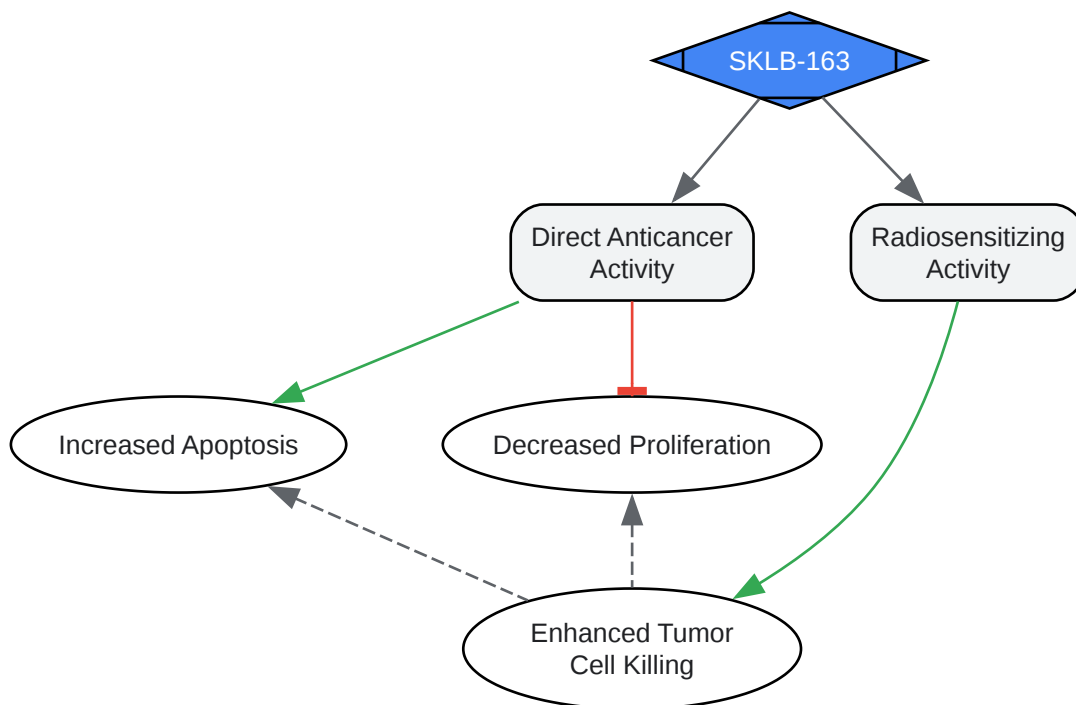 SKLB-163
Direct Anticancer
Activity
Radiosensitizing
Activity
Increased Apoptosis
Decreased Proliferation
Enhanced Tumor
Cell Killing